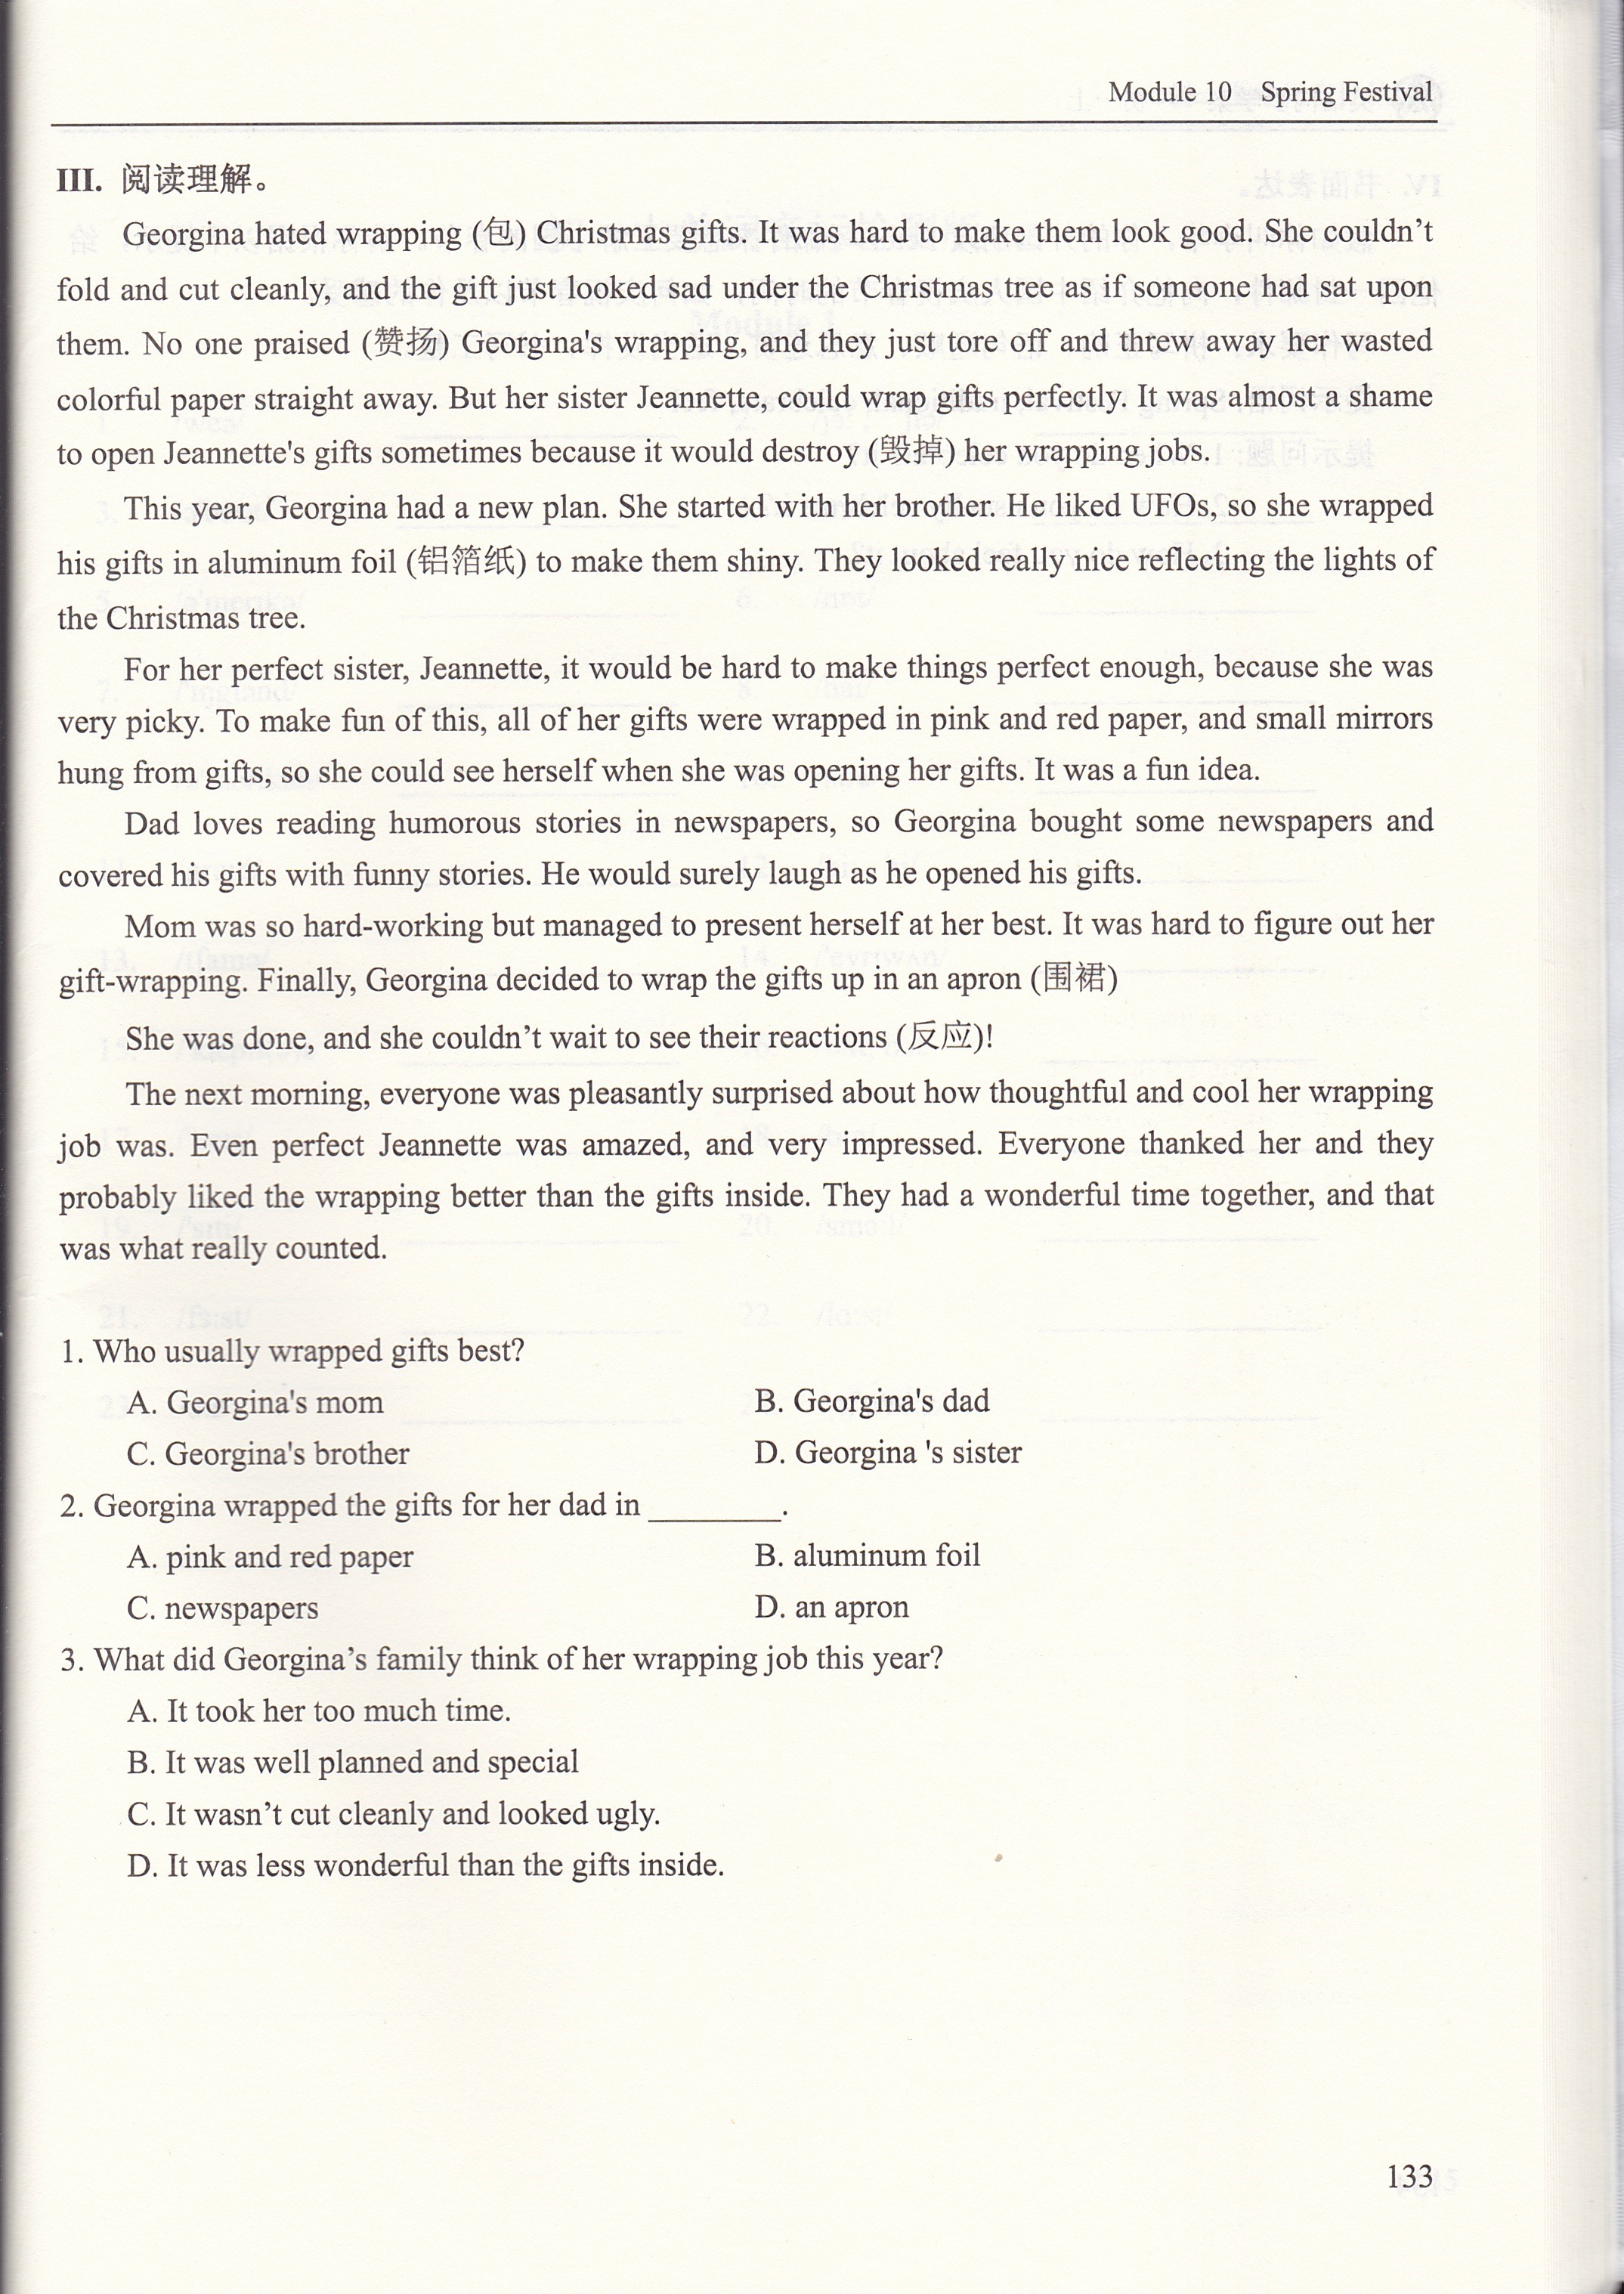 Module 10 Spring Festival
III. 阅读理解。
Georgina hated wrapping (包) Christmas gifts. It was hard to make them look good. She couldn’t
fold and cut cleanly, and the gift just looked sad under the Christmas tree as if someone had sat upon
them. No one praised (赞扬) Georgina's wrapping, and they just tore off and threw away her wasted
colorful paper straight away. But her sister Jeannette, could wrap gifts perfectly. It was almost a shame
to open Jeannette's gifts sometimes because it would destroy (毁掉) her wrapping jobs.
This year, Georgina had a new plan. She started with her brother. He liked UFOs, so she wrapped
his gifts in aluminum foil (铝箔纸) to make them shiny. They looked really nice reflecting the lights of
the Christmas tree.
For her perfect sister, Jeannette, it would be hard to make things perfect enough, because she was
very picky. To make fun of this, all of her gifts were wrapped in pink and red paper, and small mirrors
hung from gifts, so she could see herself when she was opening her gifts. It was a fun idea.
Dad loves reading humorous stories in newspapers, so Georgina bought some newspapers and
covered his gifts with funny stories. He would surely laugh as he opened his gifts.
Mom was so hard-working but managed to present herself at her best. It was hard to figure out her
gift-wrapping. Finally, Georgina decided to wrap the gifts up in an apron (围裙)
She was done, and she couldn’t wait to see their reactions (反应)!
The next morning, everyone was pleasantly surprised about how thoughtful and cool her wrapping
job was. Even perfect Jeannette was amazed, and very impressed. Everyone thanked her and they
probably liked the wrapping better than the gifts inside. They had a wonderful time together, and that
was what really counted.
1. Who usually wrapped gifts best?
A. Georgina's mom B. Georgina's dad
C. Georgina's brother D. Georgina 's sister
2. Georgina wrapped the gifts for her dad in ________.
A. pink and red paper B. aluminum foil
C. newspapers D. an apron
3. What did Georgina’s family think of her wrapping job this year?
A. It took her too much time.
B. It was well planned and special
C. It wasn’t cut cleanly and looked ugly.
D. It was less wonderful than the gifts inside.
133